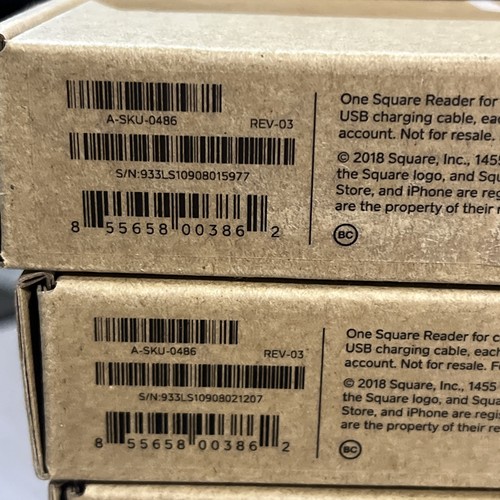 A-SKU-0486 REV-03
S/N:933LS10908015977
8 55658 00386 2
One Square Reader for
USB charging cable, eac
account. Not for resale.
© 2018 Square, Inc., 1455
the Square logo, and Squ
Store, and iPhone are reg
are the property of their r
BC
A-SKU-0486 REV-03
S/N:933LS10908021207
8 55658 00386 2
One Square Reader for c
USB charging cable, each
account. Not for resale. F
© 2018 Square, Inc., 1455
the Square logo, and Squa
Store, and iPhone are regi
are the property of their r
BC